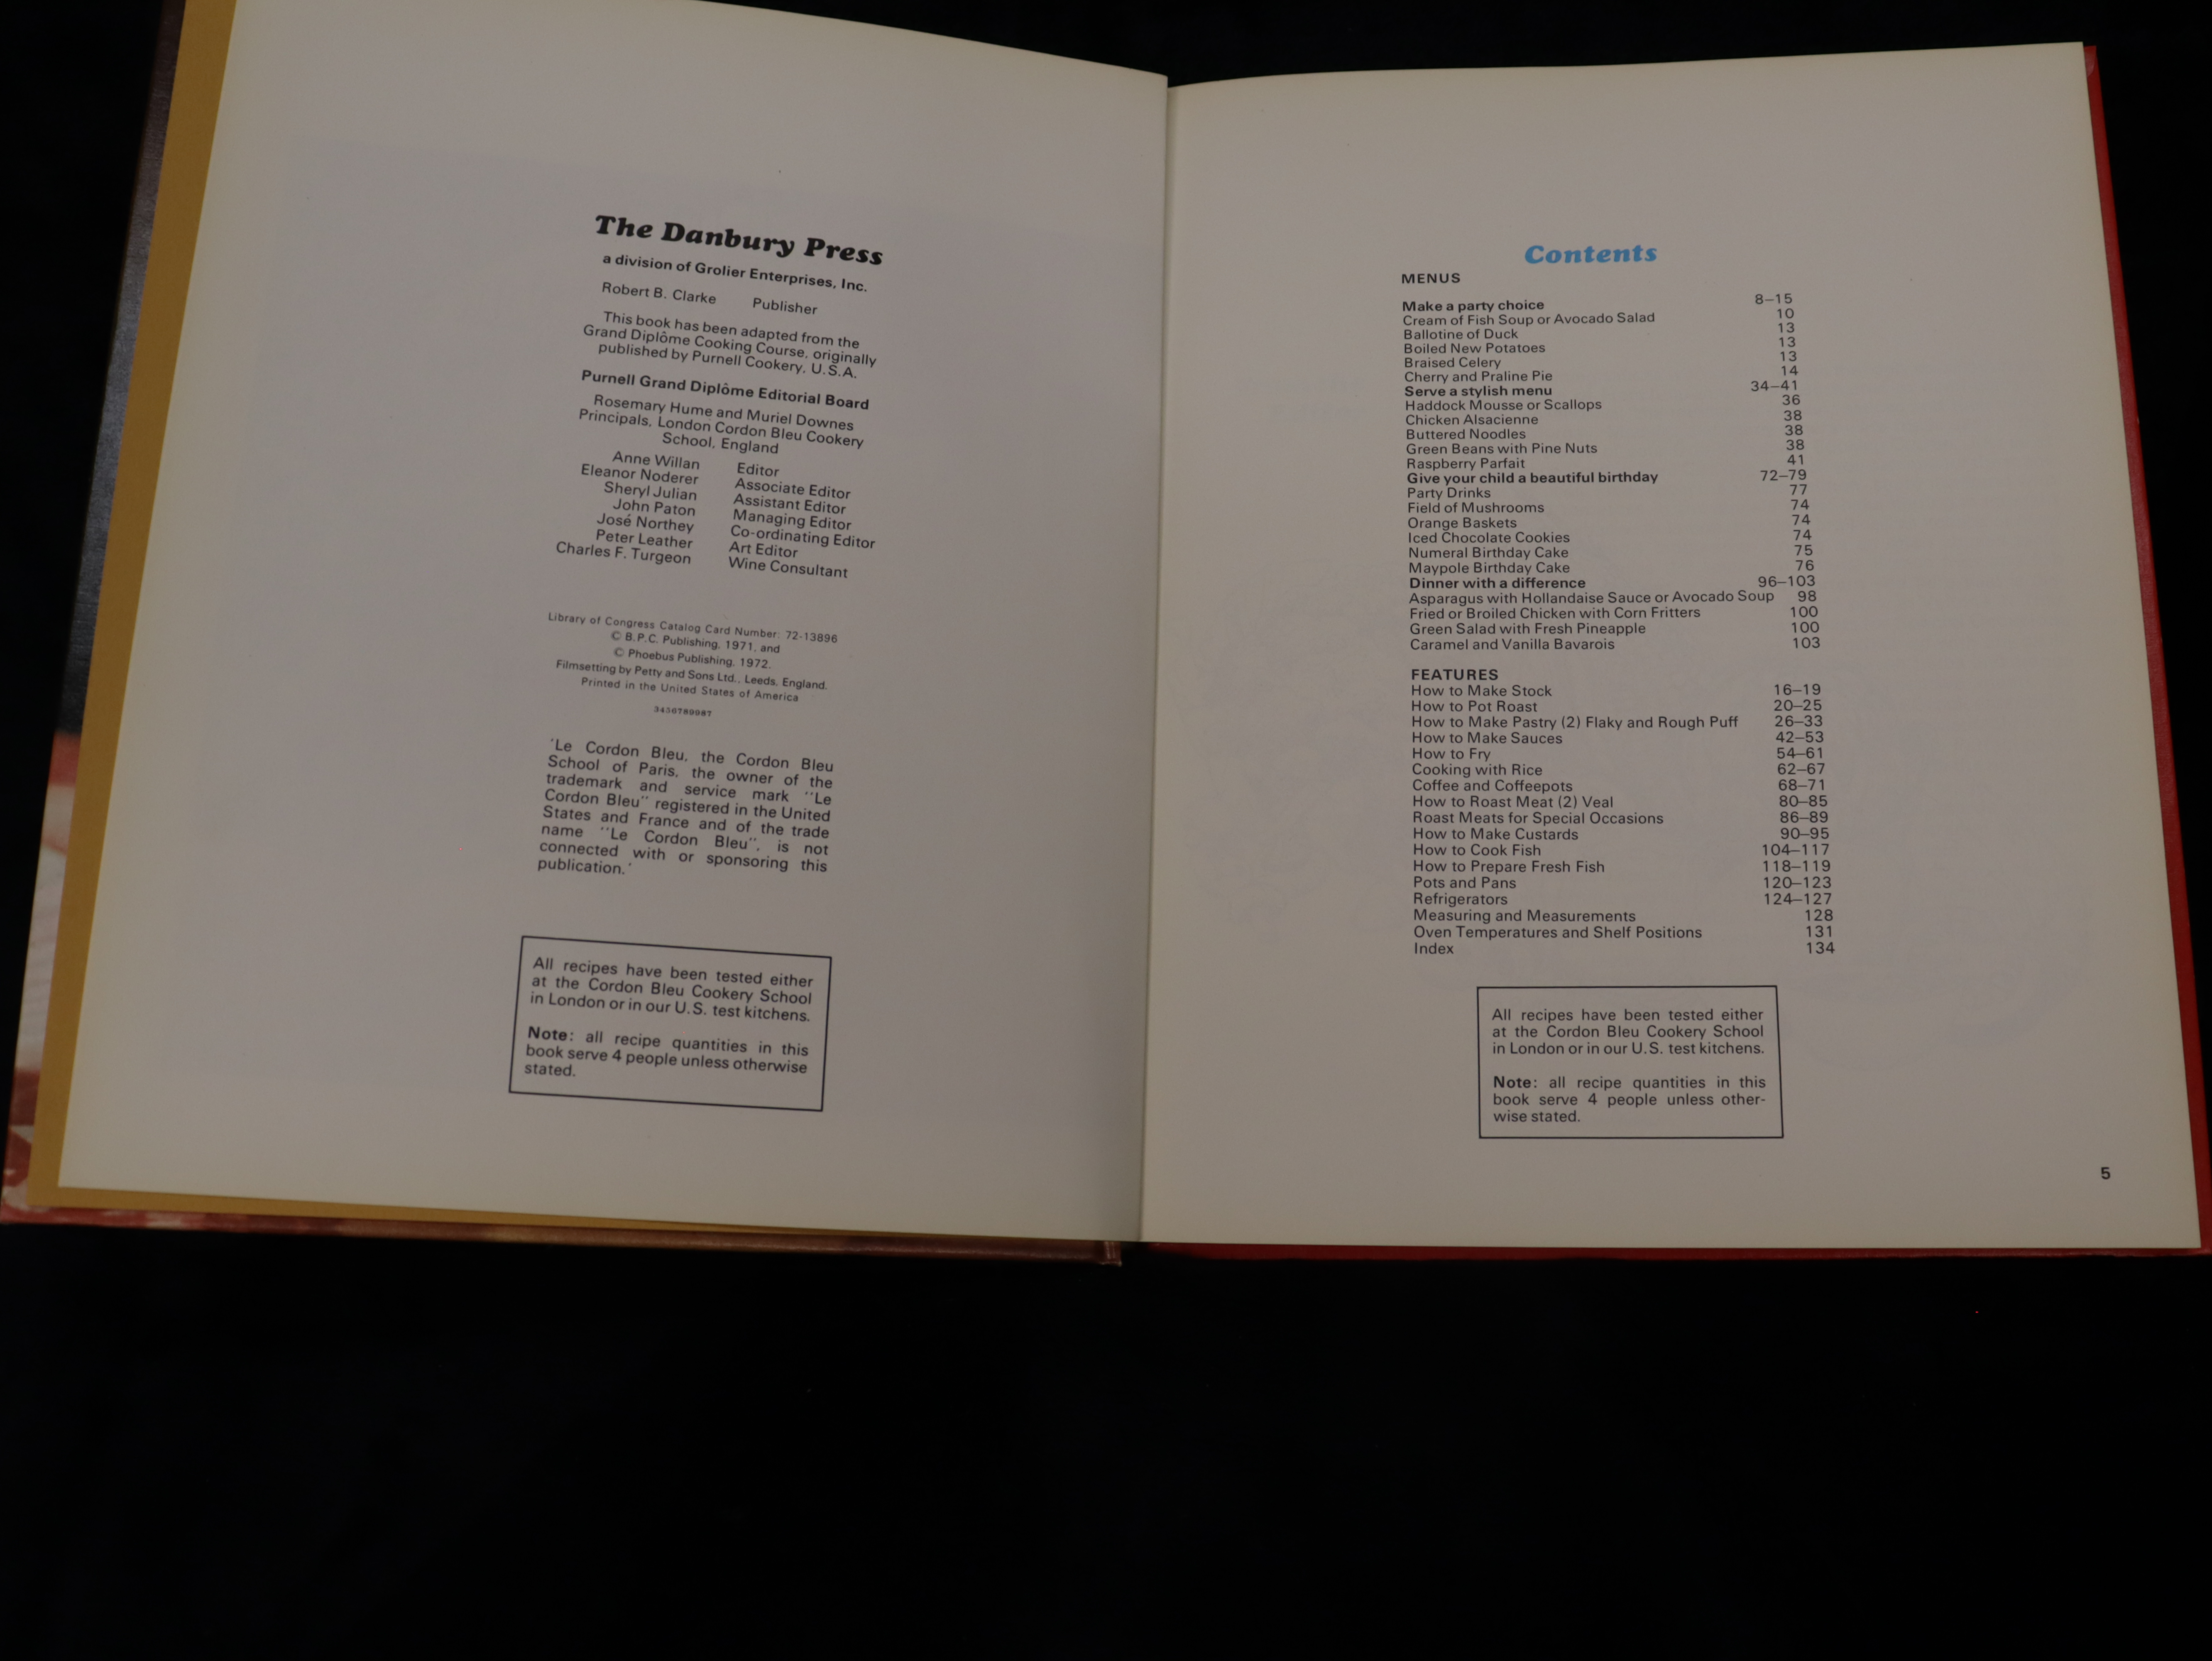 The Danbury Press
a division of Grolier Enterprises, Inc.
Robert B. Clarke Publisher
This book has been adapted from the
Grand Diplôme Cooking Course, originally
published by Purnell Cookery, U.S.A.
Purnell Grand Diplôme Editorial Board
Rosemary Hume and Muriel Downes
Principals, London Cordon Bleu Cookery
School, England
Anne Willan Editor
Eleanor Noderer Associate Editor
Sheryl Julian Assistant Editor
John Paton Managing Editor
José Northey Co-ordinating Editor
Peter Leather Art Editor
Charles F. Turgeon Wine Consultant
Library of Congress Catalog Card Number: 72-13896
© B.P.C. Publishing, 1971, and
© Phoebus Publishing, 1972.
Filmsetting by Petty and Sons Ltd., Leeds, England.
Printed in the United States of America
'Le Cordon Bleu, the Cordon Bleu
School of Paris, the owner of the
trademark and service mark "Le
Cordon Bleu" registered in the United
States and France and of the trade
name "Le Cordon Bleu", is not
connected with or sponsoring this
publication.'
All recipes have been tested either
at the Cordon Bleu Cookery School
in London or in our U.S. test kitchens.
Note: all recipe quantities in this
book serve 4 people unless otherwise
stated.
Contents
MENUS
Make a party choice 8–15
Cream of Fish Soup or Avocado Salad 10
Ballotine of Duck 13
Boiled New Potatoes 13
Braised Celery 13
Cherry and Praline Pie 14
Serve a stylish menu 34–41
Haddock Mousse or Scallops 36
Chicken Alsacienne 38
Buttered Noodles 38
Green Beans with Pine Nuts 38
Raspberry Parfait 41
Give your child a beautiful birthday 72–79
Party Drinks 77
Field of Mushrooms 74
Orange Baskets 74
Iced Chocolate Cookies 74
Numeral Birthday Cake 75
Maypole Birthday Cake 76
Dinner with a difference 96–103
Asparagus with Hollandaise Sauce or Avocado Soup 98
Fried or Broiled Chicken with Corn Fritters 100
Green Salad with Fresh Pineapple 100
Caramel and Vanilla Bavarois 103
FEATURES
How to Make Stock 16–19
How to Pot Roast 20–25
How to Make Pastry (2) Flaky and Rough Puff 26–33
How to Make Sauces 42–53
How to Fry 54–61
Cooking with Rice 62–67
Coffee and Coffeepots 68–71
How to Roast Meat (2) Veal 80–85
Roast Meats for Special Occasions 86–89
How to Make Custards 90–95
How to Cook Fish 104–117
How to Prepare Fresh Fish 118–119
Pots and Pans 120–123
Refrigerators 124–127
Measuring and Measurements 128
Oven Temperatures and Shelf Positions 131
Index 134
All recipes have been tested either
at the Cordon Bleu Cookery School
in London or in our U.S. test kitchens.
Note: all recipe quantities in this
book serve 4 people unless other-
wise stated.
5